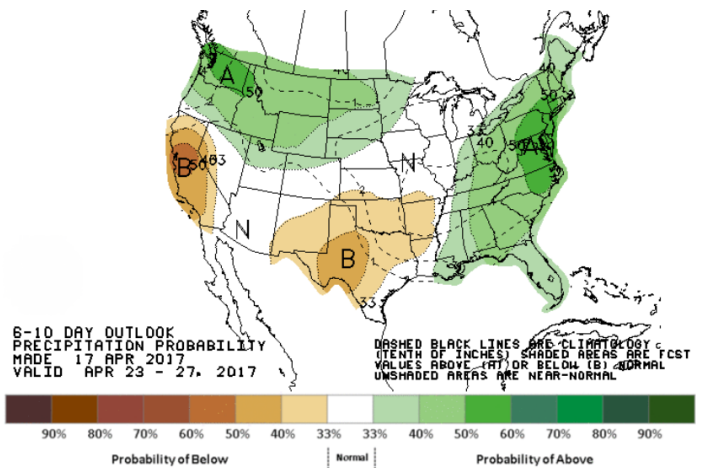 40
A
50
50
33
40
50
A
B
50
N
N
B
33
6-10 DAY OUTLOOK
PRECIPITATION PROBABILITY
MADE 17 APR 2017
VALID APR 23 - 27, 2017
DASHED BLACK LINES ARE CLIMATOLOGY
(TENTH OF INCHES) SHADED AREAS ARE FCST
VALUES ABOVE (A) OR BELOW (B) NORMAL
UNSHADED AREAS ARE NEAR-NORMAL
90% 80% 70% 60% 50% 40% 33% 33% 40% 50% 60% 70% 80% 90%
Probability of Below Normal Probability of Above